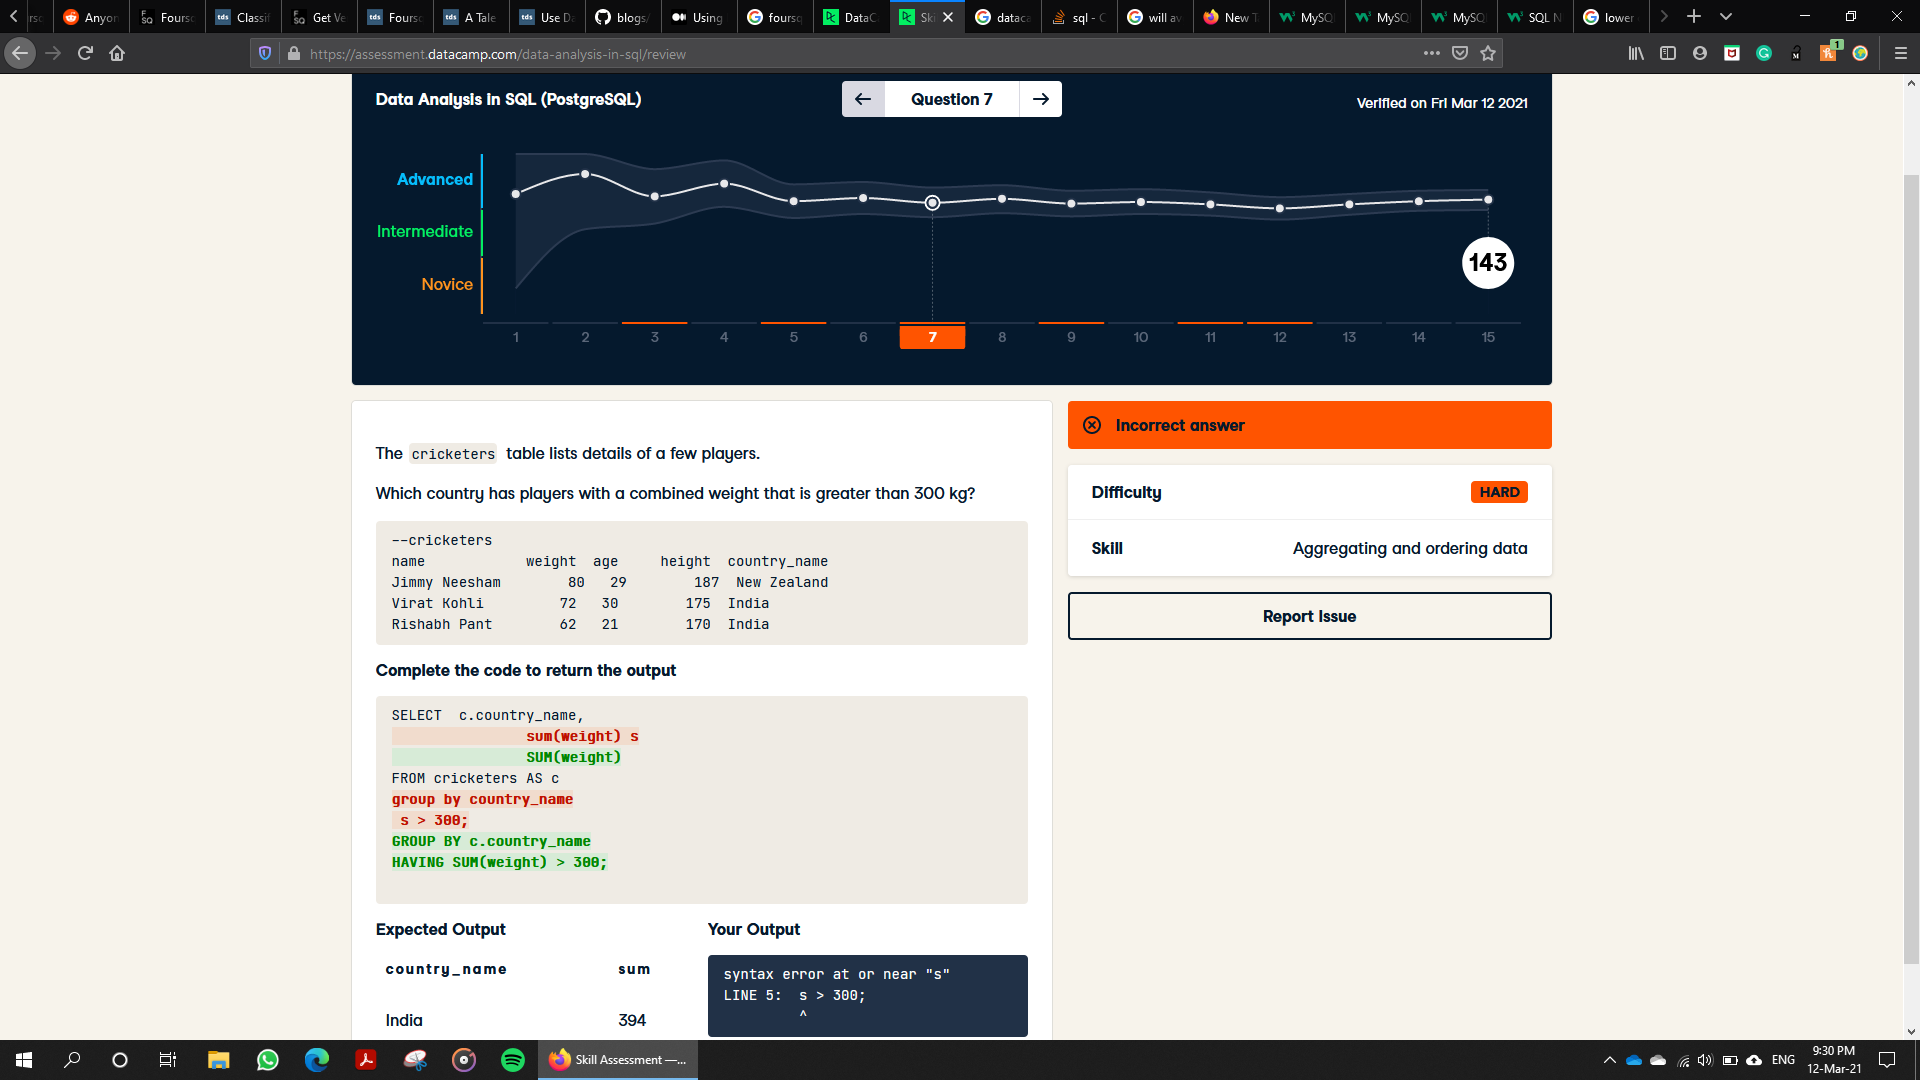 rsc
Anyon
Foursc
Classif
Get Ve
Foursc
A Tale
Use Da
blogs/
Using
foursq
DataC
Ski
dataca
sql - C
will av
New T
MySQ
MySQ
MySQ
SQL N
lower
https://assessment.datacamp.com/data-analysis-in-sql/review
1
Data Analysis in SQL (PostgreSQL)
Question 7
Verified on Fri Mar 12 2021
Advanced
Intermediate
Novice
143
1 2 3 4 5 6 7 8 9 10 11 12 13 14 15
The cricketers table lists details of a few players.
Which country has players with a combined weight that is greater than 300 kg?
--cricketers
name weight age height country_name
Jimmy Neesham 80 29 187 New Zealand
Virat Kohli 72 30 175 India
Rishabh Pant 62 21 170 India
Complete the code to return the output
SELECT c.country_name,
sum(weight) s
SUM(weight)
FROM cricketers AS c
group by country_name
s > 300;
GROUP BY c.country_name
HAVING SUM(weight) > 300;
Expected Output
country_name sum
India 394
Your Output
syntax error at or near "s"
LINE 5: s > 300;
^
Incorrect answer
Difficulty HARD
Skill Aggregating and ordering data
Report Issue
Skill Assessment —...
ENG
9:30 PM
12-Mar-21